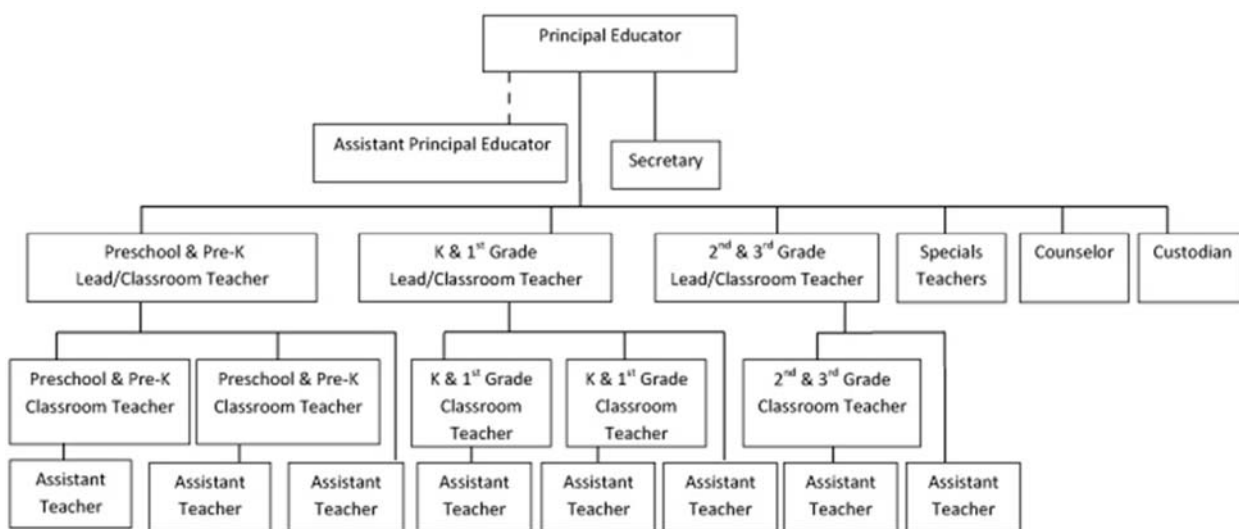 Principal Educator
Assistant Principal Educator
Secretary
Preschool & Pre-K
Lead/Classroom Teacher
K & 1st Grade
Lead/Classroom Teacher
2nd & 3rd Grade
Lead/Classroom Teacher
Specials
Teachers
Counselor
Custodian
Preschool & Pre-K
Classroom Teacher
Preschool & Pre-K
Classroom Teacher
K & 1st Grade
Classroom
Teacher
K & 1st Grade
Classroom
Teacher
2nd & 3rd Grade
Classroom Teacher
Assistant
Teacher
Assistant
Teacher
Assistant
Teacher
Assistant
Teacher
Assistant
Teacher
Assistant
Teacher
Assistant
Teacher
Assistant
Teacher